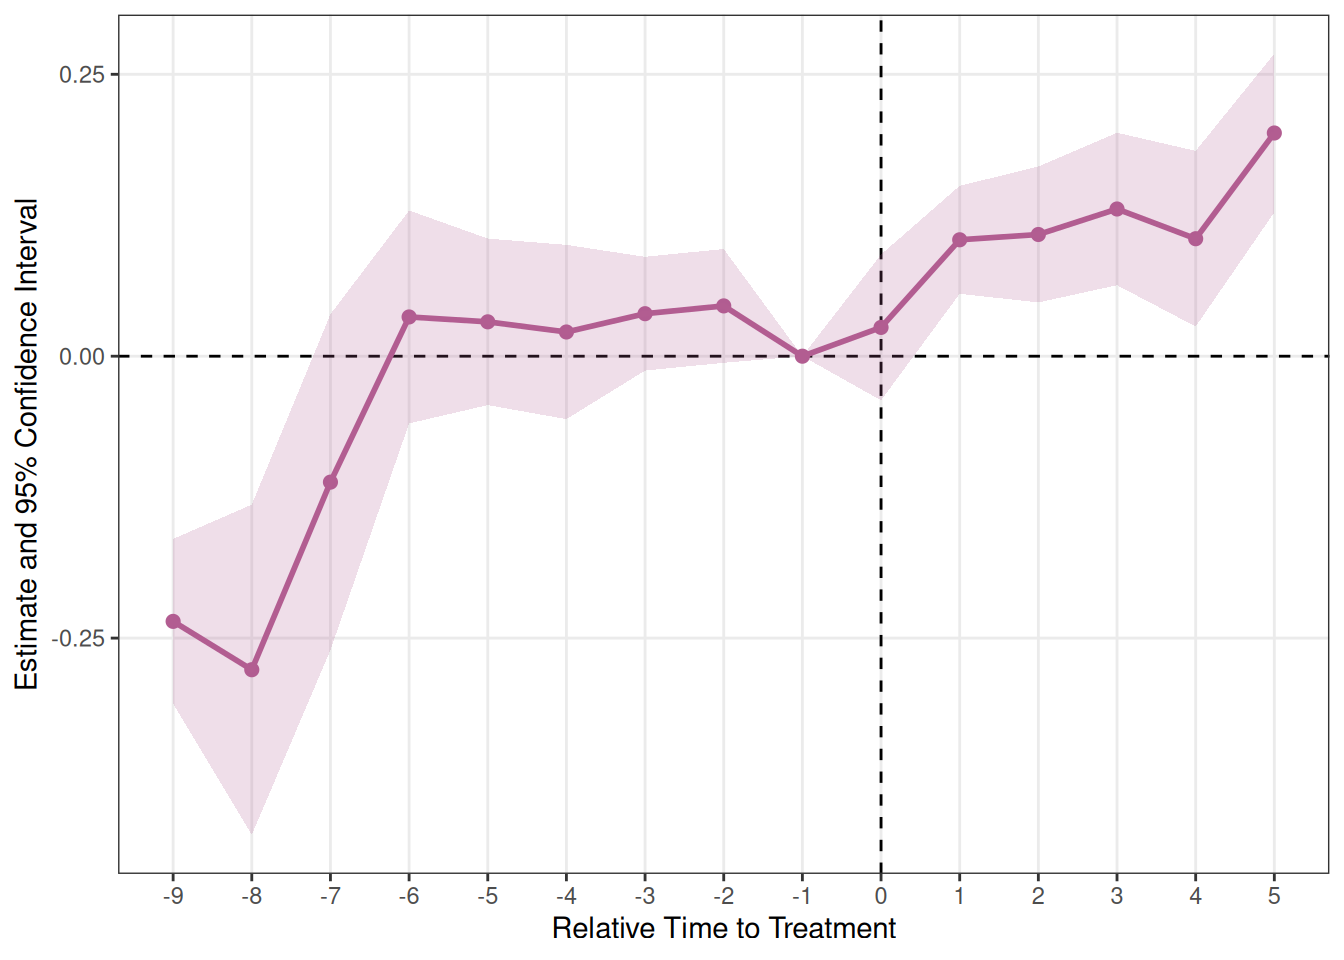 Estimate and 95% Confidence Interval
0.25
0.00
-0.25
-9 -8 -7 -6 -5 -4 -3 -2 -1 0 1 2 3 4 5
Relative Time to Treatment